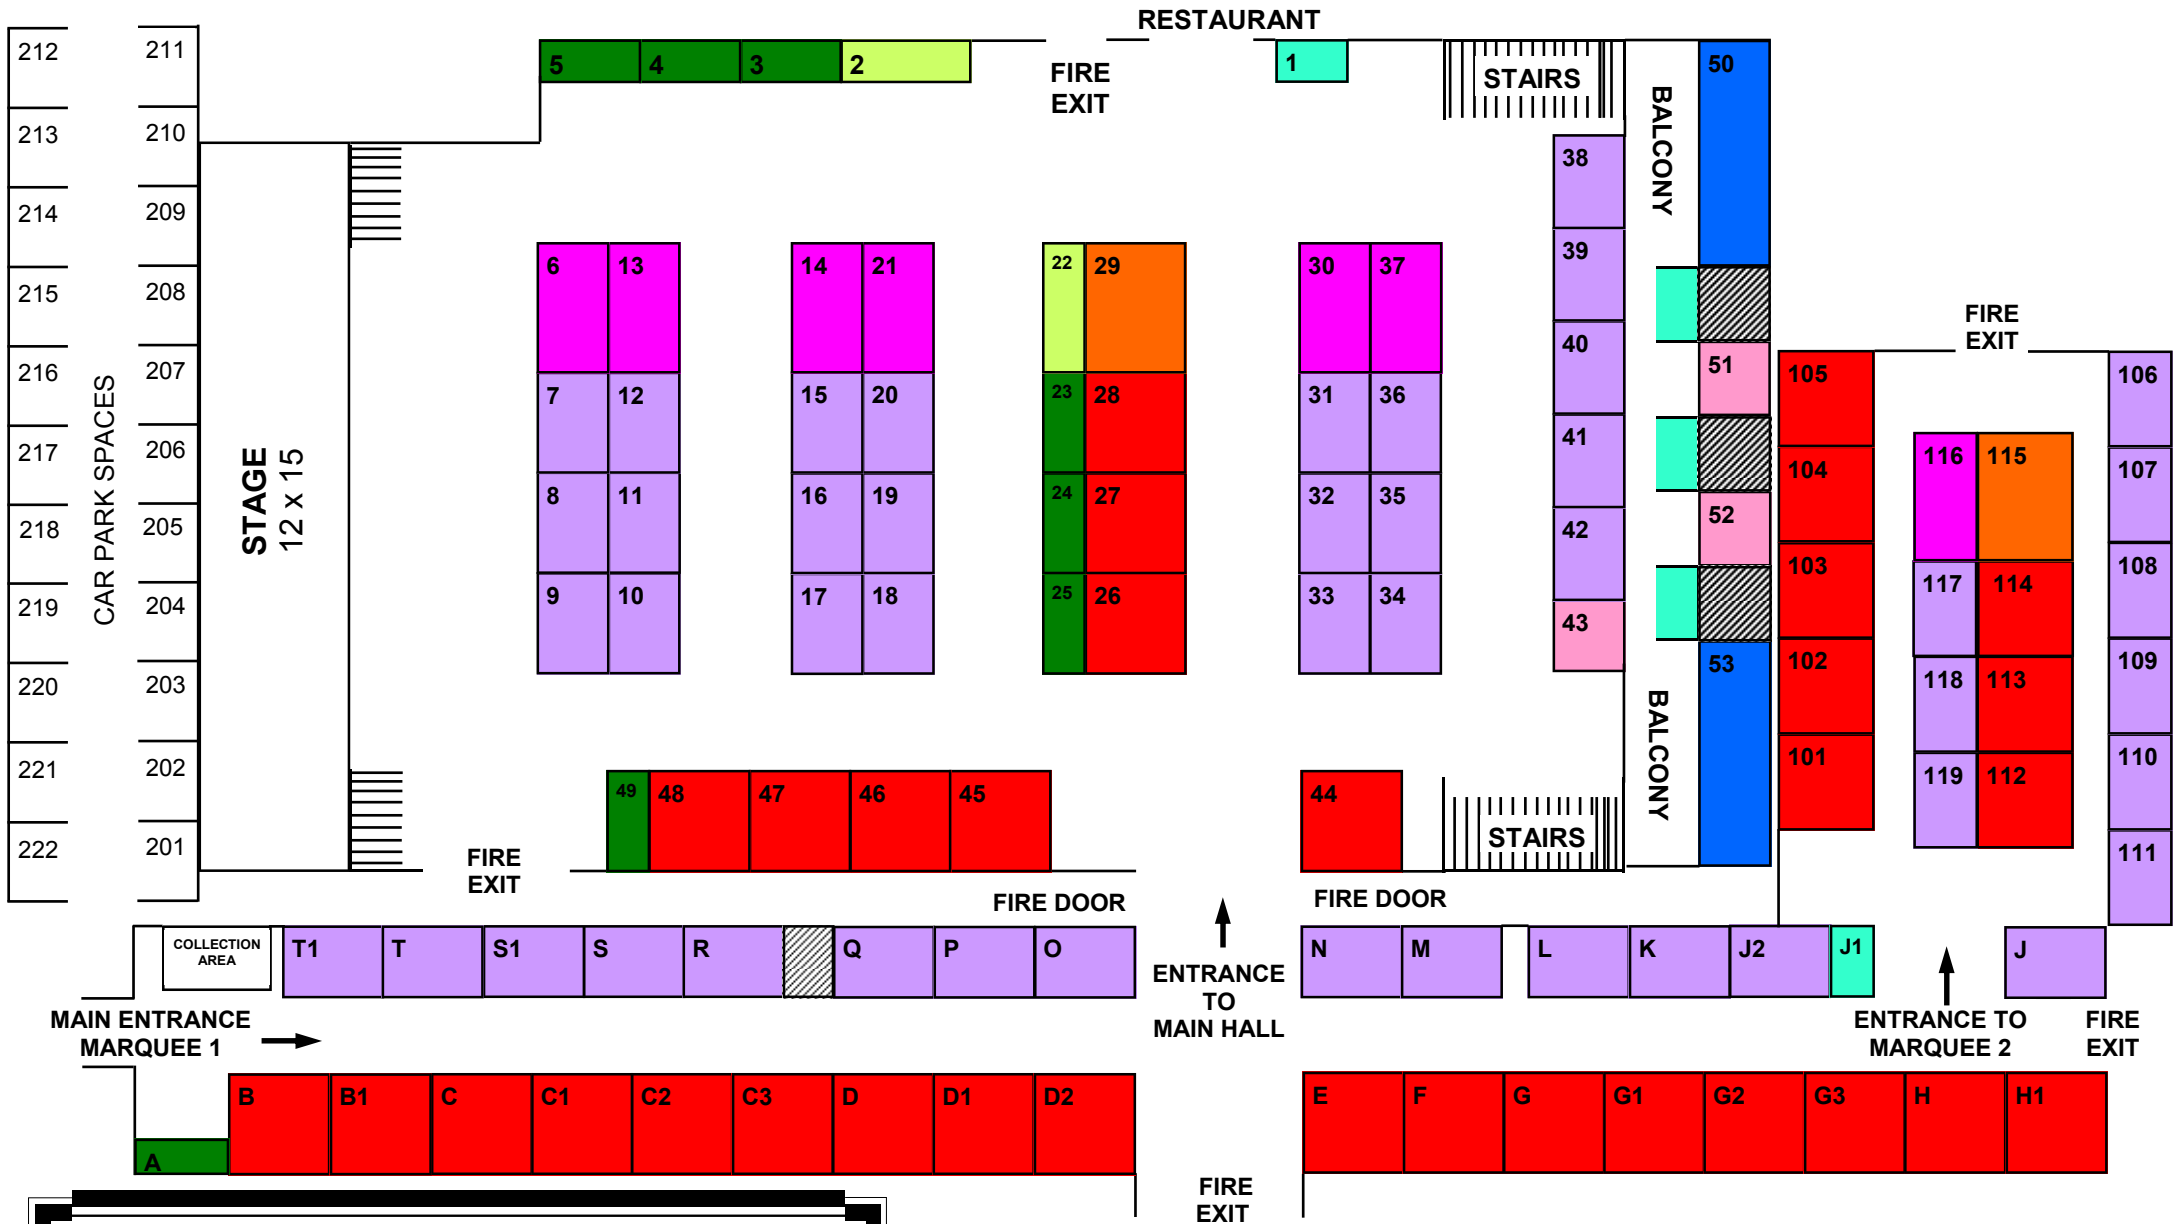 RESTAURANT
212
211
5
4
3
2
FIRE
EXIT
1
STAIRS
BALCONY
50
213
210
38
214
209
39
6
13
14
21
22
29
30
37
215
208
FIRE
EXIT
40
216
207
51
105
106
CAR PARK SPACES
7
12
15
20
23
28
31
36
41
217
206
STAGE
12 x 15
104
116
115
107
8
11
16
19
24
27
32
35
42
218
205
52
103
108
9
10
17
18
25
26
33
34
43
219
204
117
114
220
203
BALCONY
53
102
118
113
109
221
202
49
48
47
46
45
44
101
119
112
110
222
201
FIRE
EXIT
STAIRS
111
FIRE DOOR
FIRE DOOR
COLLECTION
AREA
T1
T
S1
S
R
Q
P
O
N
M
L
K
J2
J1
J
ENTRANCE
TO
MAIN HALL
MAIN ENTRANCE
MARQUEE 1
ENTRANCE TO
MARQUEE 2
FIRE
EXIT
A
B
B1
C
C1
C2
C3
D
D1
D2
E
F
G
G1
G2
G3
H
H1
FIRE
EXIT